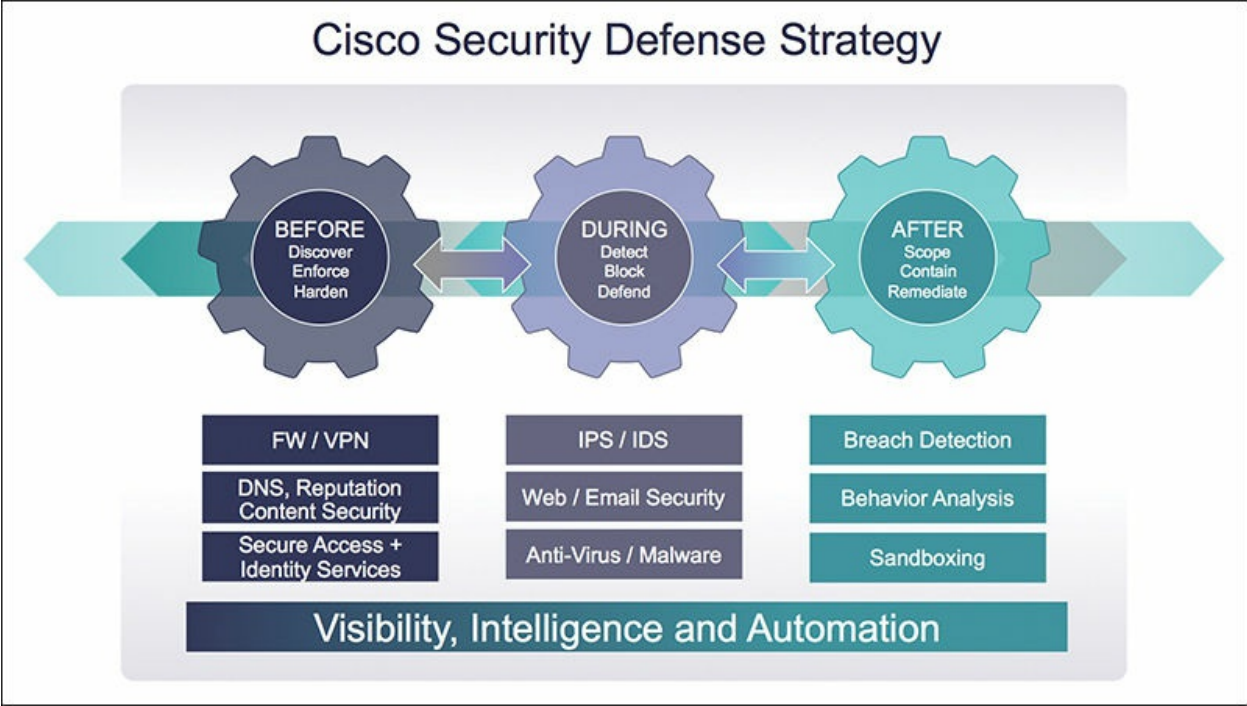 Cisco Security Defense Strategy
BEFORE
Discover
Enforce
Harden
DURING
Detect
Block
Defend
AFTER
Scope
Contain
Remediate
FW / VPN
DNS, Reputation
Content Security
Secure Access +
Identity Services
IPS / IDS
Web / Email Security
Anti-Virus / Malware
Breach Detection
Behavior Analysis
Sandboxing
Visibility, Intelligence and Automation